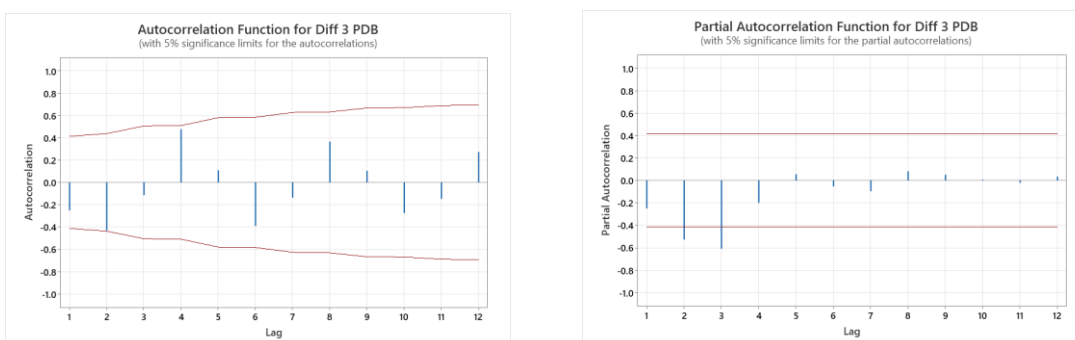 Autocorrelation Function for Diff 3 PDB
(with 5% significance limits for the autocorrelations)
1.0
0.8
0.6
0.4
0.2
0.0
-0.2
-0.4
-0.6
-0.8
-1.0
Autocorrelation
1 2 3 4 5 6 7 8 9 10 11 12
Lag
Partial Autocorrelation Function for Diff 3 PDB
(with 5% significance limits for the partial autocorrelations)
1.0
0.8
0.6
0.4
0.2
0.0
-0.2
-0.4
-0.6
-0.8
-1.0
Partial Autocorrelation
1 2 3 4 5 6 7 8 9 10 11 12
Lag